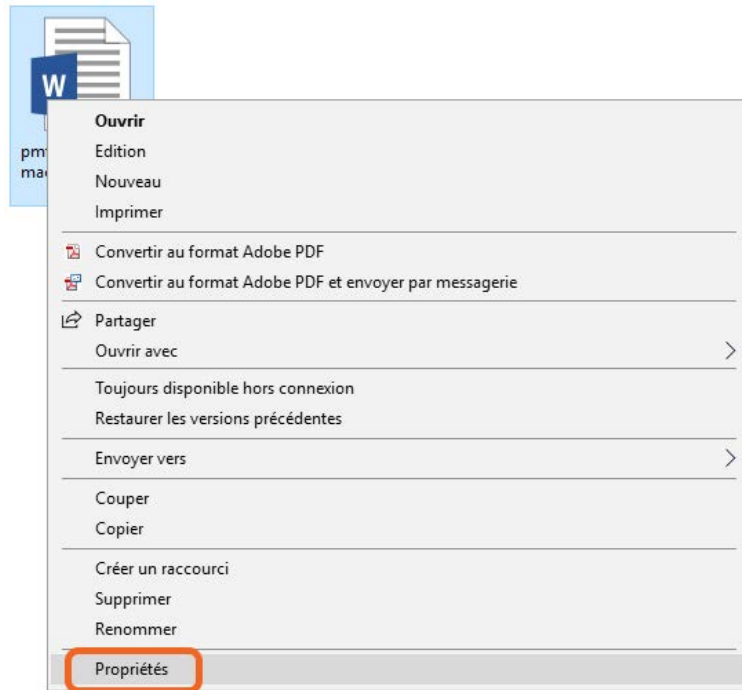 W
Ouvrir
Edition
Nouveau
Imprimer
Convertir au format Adobe PDF
Convertir au format Adobe PDF et envoyer par messagerie
Partager
Ouvrir avec
Toujours disponible hors connexion
Restaurer les versions précédentes
Envoyer vers
Couper
Copier
Créer un raccourci
Supprimer
Renommer
Propriétés